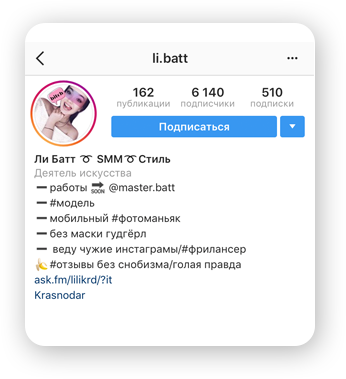 li.batt
162 6 140 510
публикации подписчики подписки
Подписаться
Ли Батт ➰ SMM➰Стиль
Деятель искусства
➖работы 🔜 @master.batt
➖#модель
➖мобильный #фотоманьяк
➖без маски гудгёрл
➖ веду чужие инстаграмы/#фрилансер
🍌#отзывы без снобизма/голая правда
ask.fm/lilikrd/?it
Krasnodar